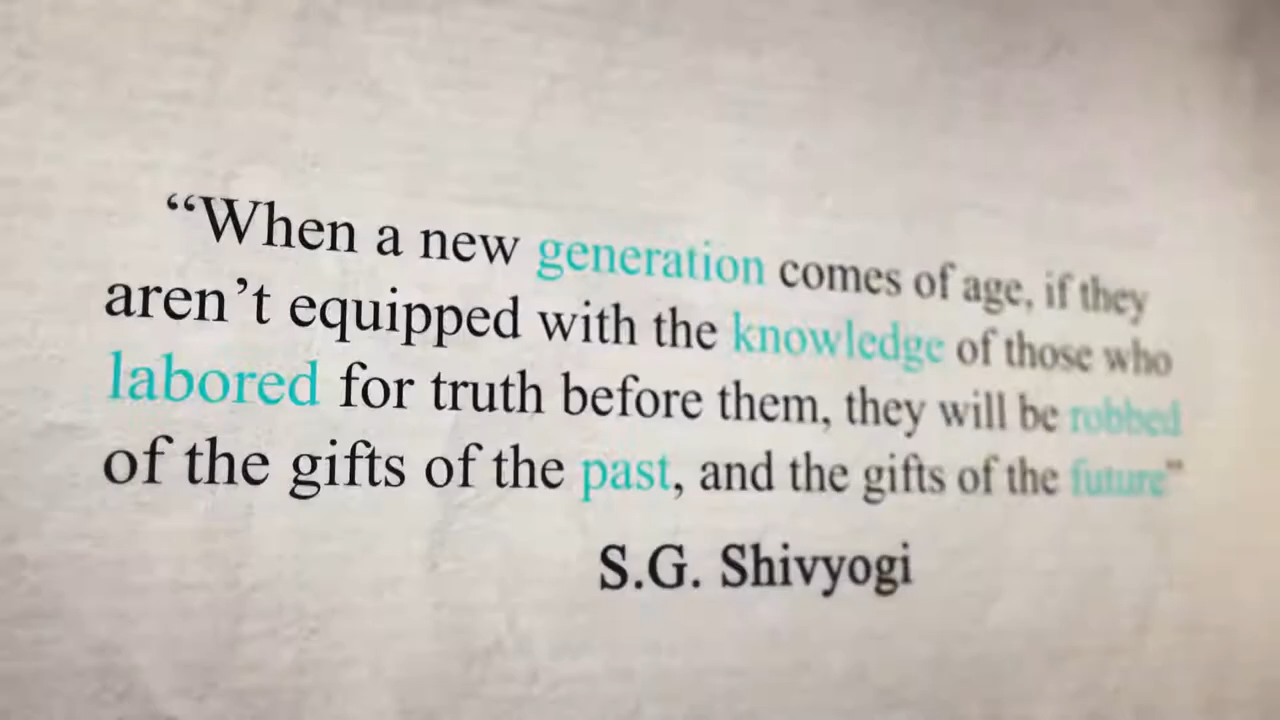 “When a new generation comes of age, if they
aren’t equipped with the knowledge of those who
labored for truth before them, they will be robbed
of the gifts of the past, and the gifts of the future”
S.G. Shivyogi